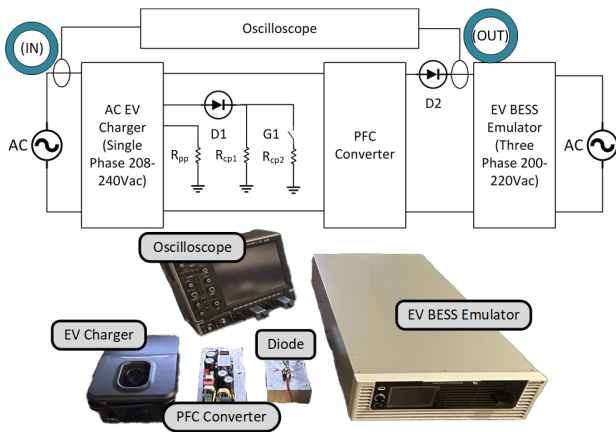 Oscilloscope
(IN)
(OUT)
AC
AC EV
Charger
(Single
Phase 208-
240Vac)
D1
G1
Rpp
Rcp1
Rcp2
PFC
Converter
D2
EV BESS
Emulator
(Three
Phase 200-
220Vac)
AC
Oscilloscope
EV Charger
Diode
PFC Converter
EV BESS Emulator